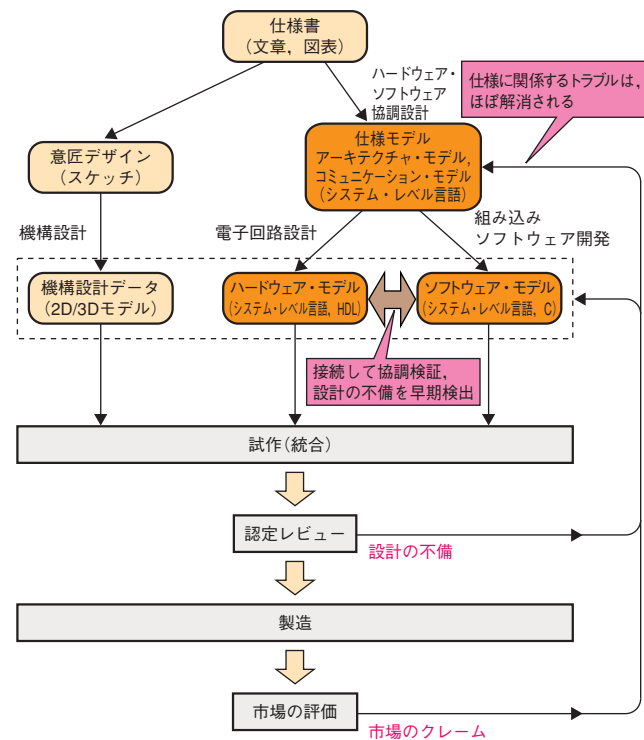 仕様書
(文章，図表)
ハードウェア・
ソフトウェア
協調設計
仕様に関係するトラブルは，
ほぼ解消される
意匠デザイン
(スケッチ)
仕様モデル
アーキテクチャ・モデル，
コミュニケーション・モデル
(システム・レベル言語)
機構設計
電子回路設計
組み込み
ソフトウェア開発
機構設計データ
(2D/3Dモデル)
ハードウェア・モデル
(システム・レベル言語，HDL)
ソフトウェア・モデル
(システム・レベル言語，C)
接続して協調検証，
設計の不備を早期検出
試作(統合)
認定レビュー
設計の不備
製造
市場の評価
市場のクレーム